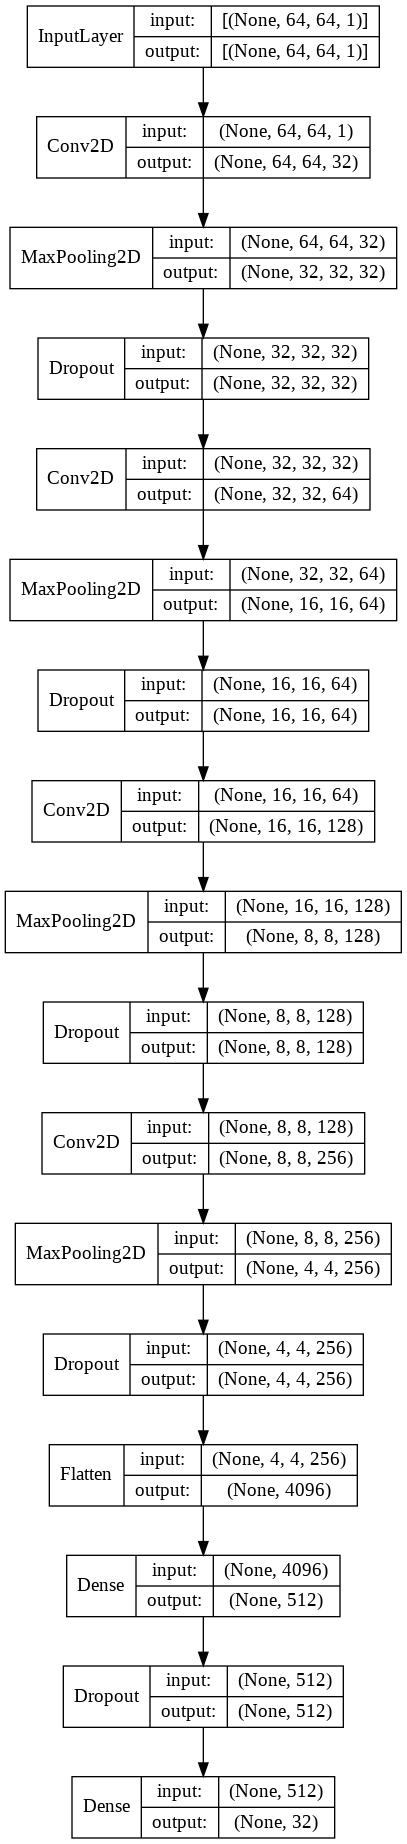 InputLayer input: [(None, 64, 64, 1)]
output: [(None, 64, 64, 1)]
Conv2D input: (None, 64, 64, 1)
output: (None, 64, 64, 32)
MaxPooling2D input: (None, 64, 64, 32)
output: (None, 32, 32, 32)
Dropout input: (None, 32, 32, 32)
output: (None, 32, 32, 32)
Conv2D input: (None, 32, 32, 32)
output: (None, 32, 32, 64)
MaxPooling2D input: (None, 32, 32, 64)
output: (None, 16, 16, 64)
Dropout input: (None, 16, 16, 64)
output: (None, 16, 16, 64)
Conv2D input: (None, 16, 16, 64)
output: (None, 16, 16, 128)
MaxPooling2D input: (None, 16, 16, 128)
output: (None, 8, 8, 128)
Dropout input: (None, 8, 8, 128)
output: (None, 8, 8, 128)
Conv2D input: (None, 8, 8, 128)
output: (None, 8, 8, 256)
MaxPooling2D input: (None, 8, 8, 256)
output: (None, 4, 4, 256)
Dropout input: (None, 4, 4, 256)
output: (None, 4, 4, 256)
Flatten input: (None, 4, 4, 256)
output: (None, 4096)
Dense input: (None, 4096)
output: (None, 512)
Dropout input: (None, 512)
output: (None, 512)
Dense input: (None, 512)
output: (None, 32)